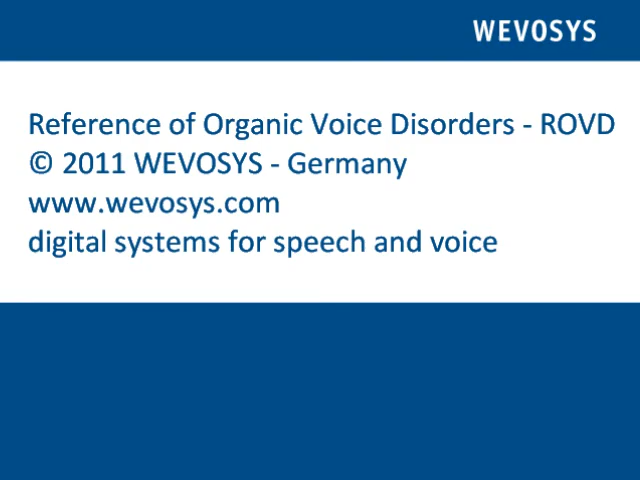 WEVOSYS
Reference of Organic Voice Disorders - ROVD
© 2011 WEVOSYS - Germany
www.wevosys.com
digital systems for speech and voice